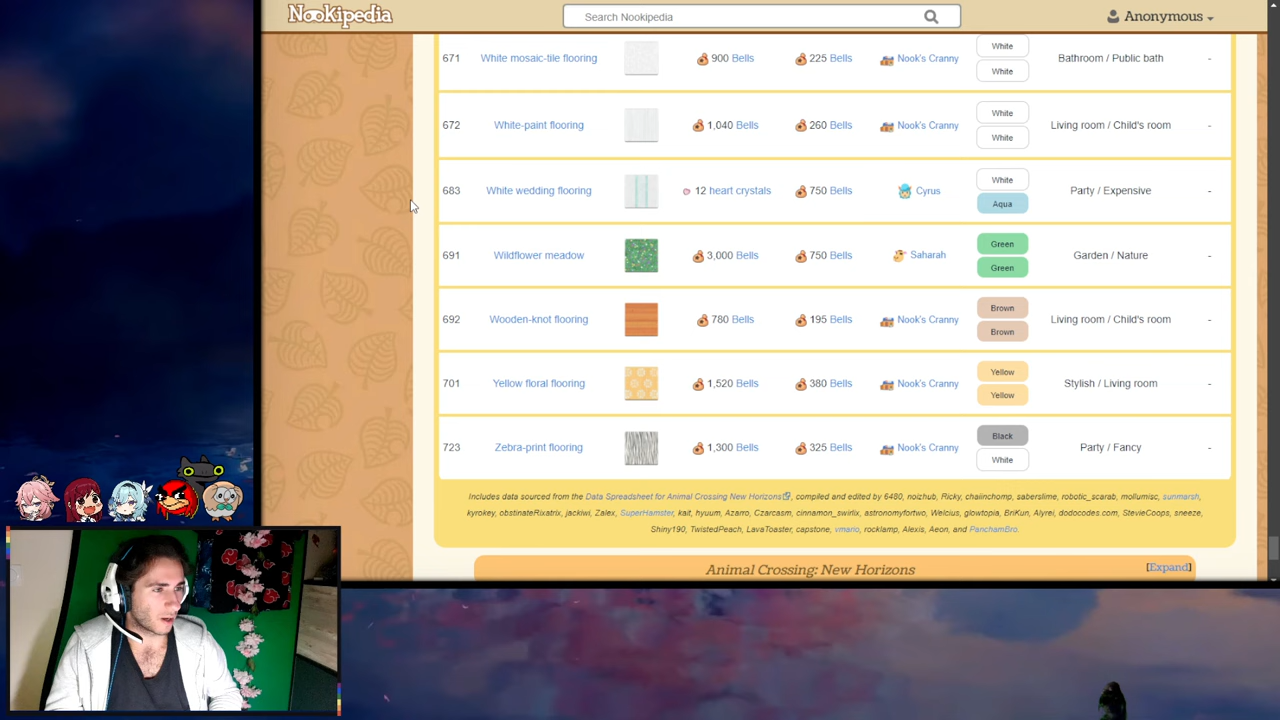 Nookipedia
Search Nookipedia
Anonymous
671 White mosaic-tile flooring 900 Bells 225 Bells Nook's Cranny White White Bathroom / Public bath -
672 White-paint flooring 1,040 Bells 260 Bells Nook's Cranny White White Living room / Child's room -
683 White wedding flooring 12 heart crystals 750 Bells Cyrus White Aqua Party / Expensive -
691 Wildflower meadow 3,000 Bells 750 Bells Saharah Green Green Garden / Nature -
692 Wooden-knot flooring 780 Bells 195 Bells Nook's Cranny Brown Brown Living room / Child's room -
701 Yellow floral flooring 1,520 Bells 380 Bells Nook's Cranny Yellow Yellow Stylish / Living room -
723 Zebra-print flooring 1,300 Bells 325 Bells Nook's Cranny Black White Party / Fancy -
Includes data sourced from the Data Spreadsheet for Animal Crossing New Horizons, compiled and edited by 6480, noizhub, Ricky, chaiinchomp, saberslime, robotic_scarab, mollumisc, sunmarsh,
kyrokey, obstinateRixatrix, jackiwi, Zalex, SuperHamster, kait, hyuum, Azarro, Czarcasm, cinnamon_swirlix, astronomyfortwo, Welcius, glowtopia, BriKun, Alyrei, dodocodes.com, StevieCoops, sneeze,
Shiny190, TwistedPeach, LavaToaster, capstone, vmario, rocklamp, Alexis, Aeon, and PanchamBro.
Animal Crossing: New Horizons [Expand]